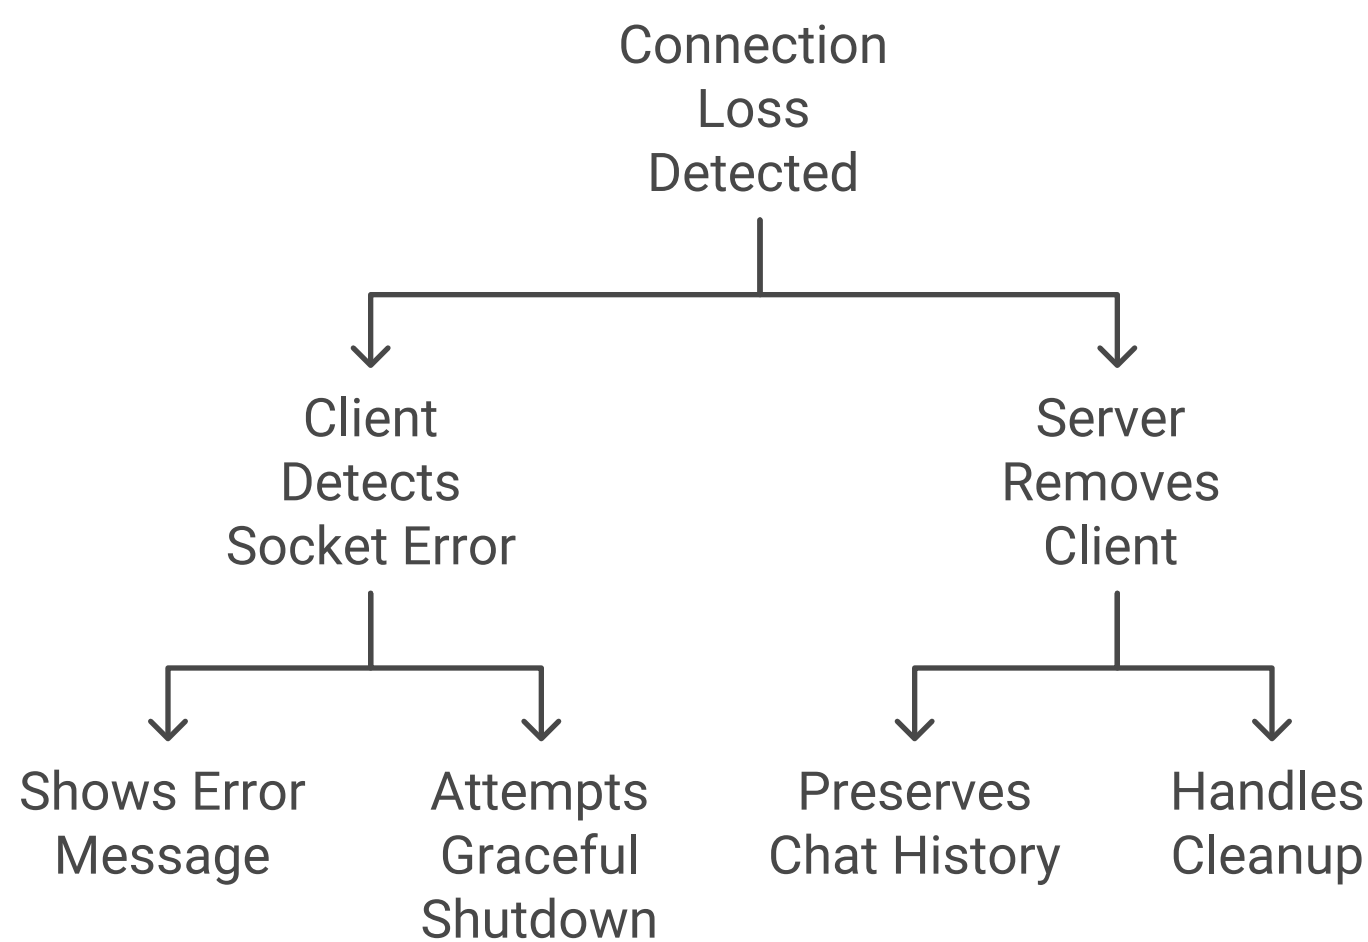 Connection
Loss
Detected
Client
Detects
Socket Error
Server
Removes
Client
Shows Error
Message
Attempts
Graceful
Shutdown
Preserves
Chat History
Handles
Cleanup